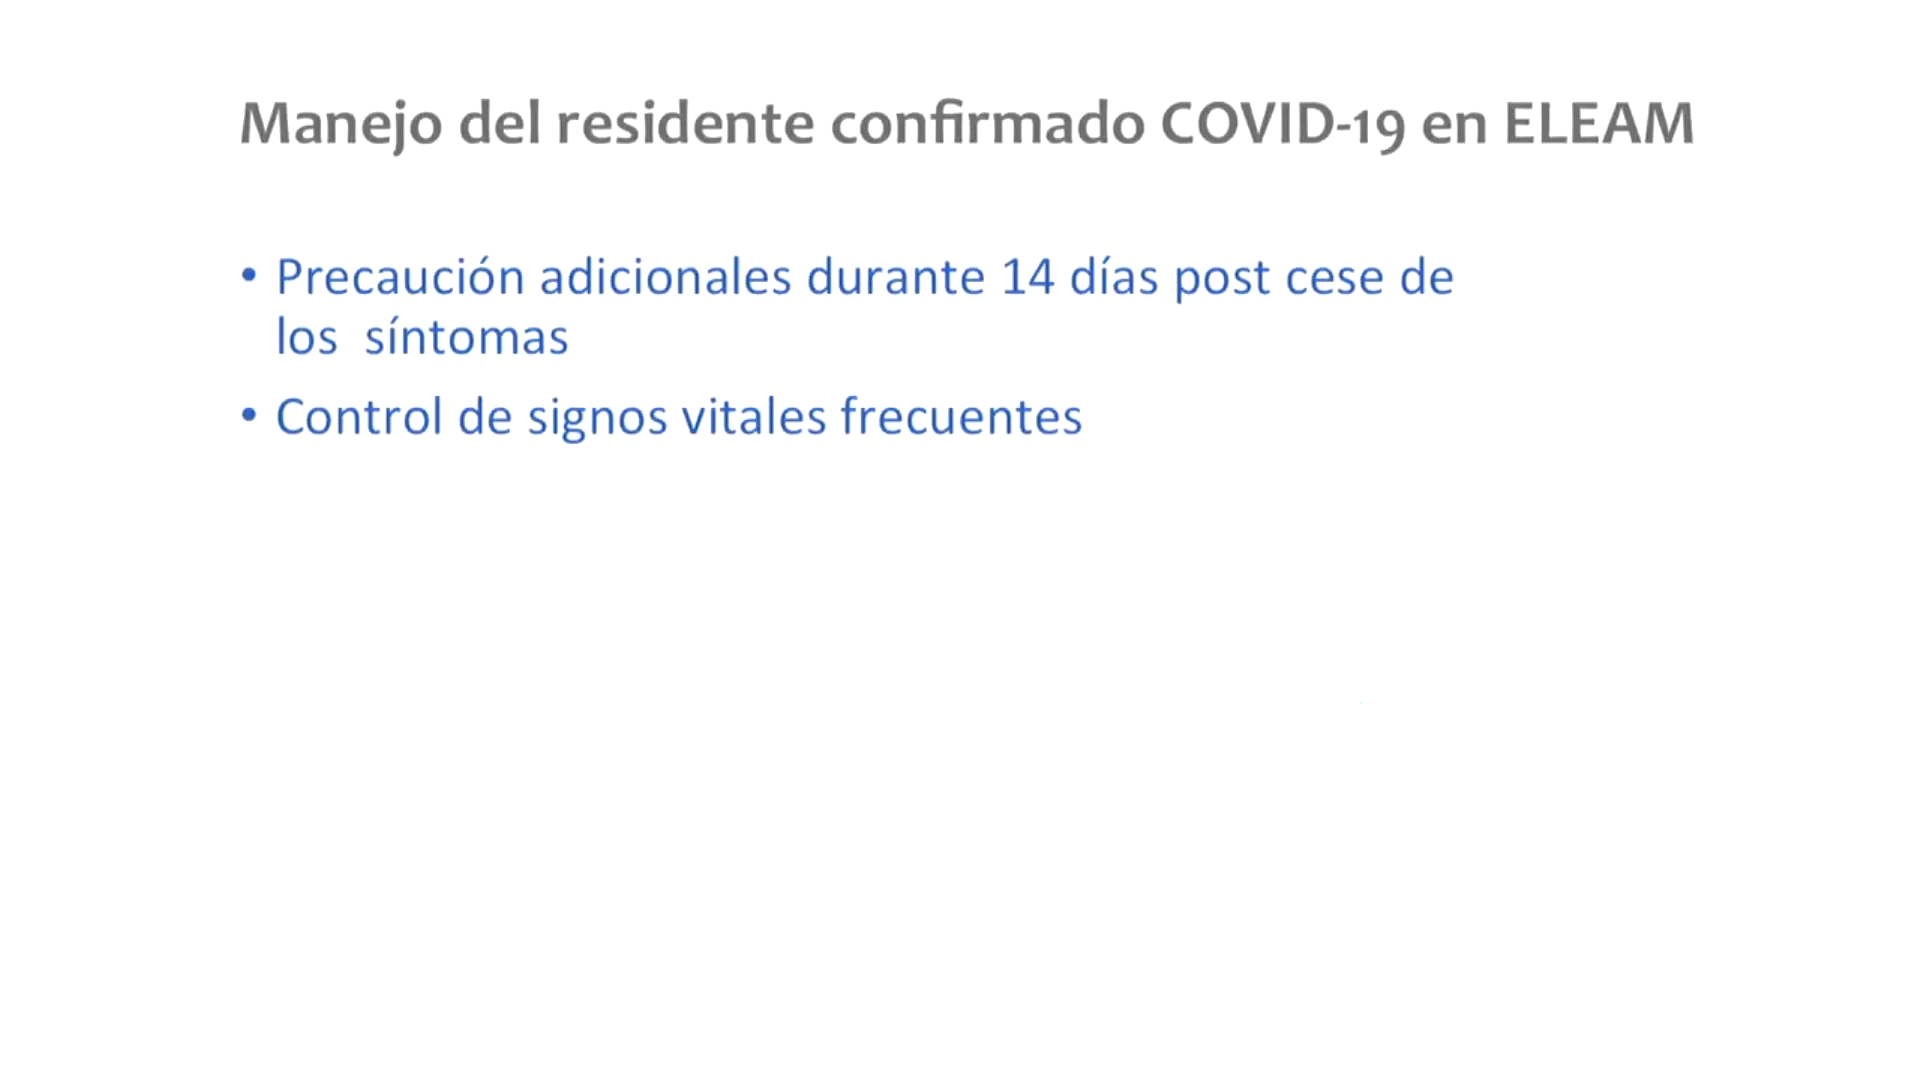 Manejo del residente confirmado COVID-19 en ELEAM
• Precaución adicionales durante 14 días post cese de
los síntomas
• Control de signos vitales frecuentes